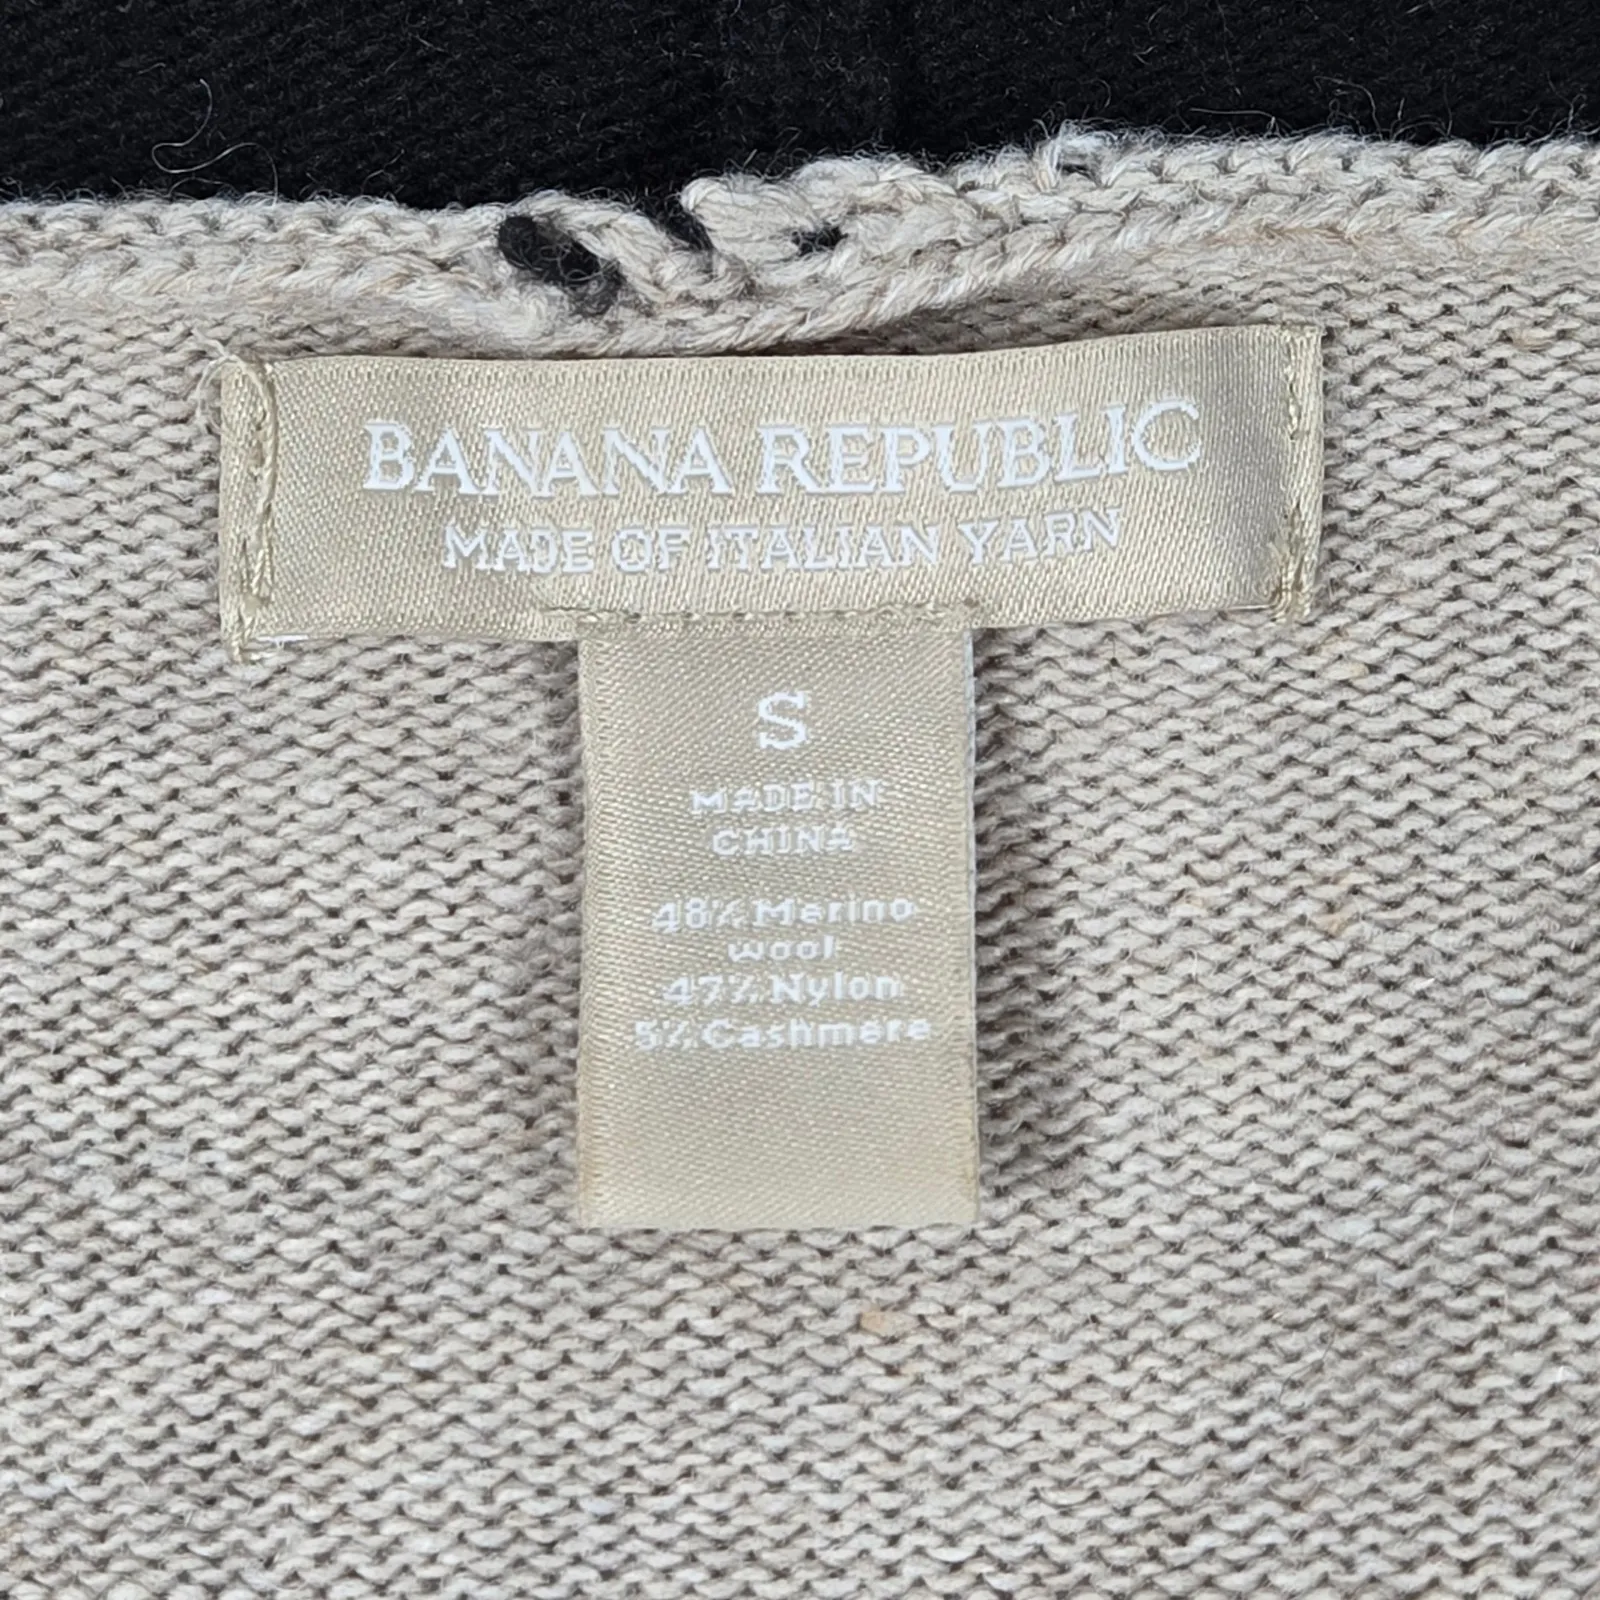 BANANA REPUBLIC
MADE OF ITALIAN YARN
S
MADE IN
CHINA
48% Merino
wool
47% Nylon
5% Cashmere